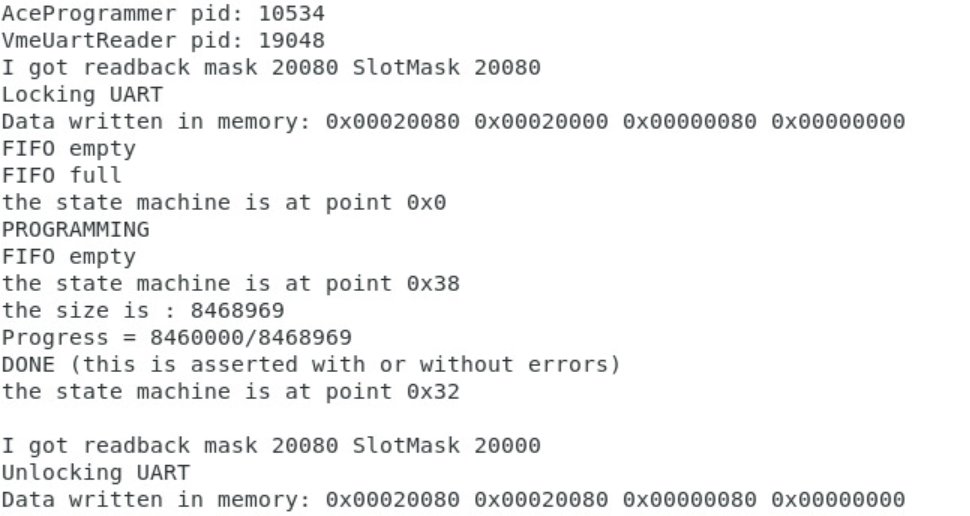 AceProgrammer pid: 10534
VmeUartReader pid: 19048
I got readback mask 20080 SlotMask 20080
Locking UART
Data written in memory: 0x00020080 0x00020000 0x00000080 0x00000000
FIFO empty
FIFO full
the state machine is at point 0x0
PROGRAMMING
FIFO empty
the state machine is at point 0x38
the size is : 8468969
Progress = 8460000/8468969
DONE (this is asserted with or without errors)
the state machine is at point 0x32
I got readback mask 20080 SlotMask 20000
Unlocking UART
Data written in memory: 0x00020080 0x00020080 0x00000080 0x00000000